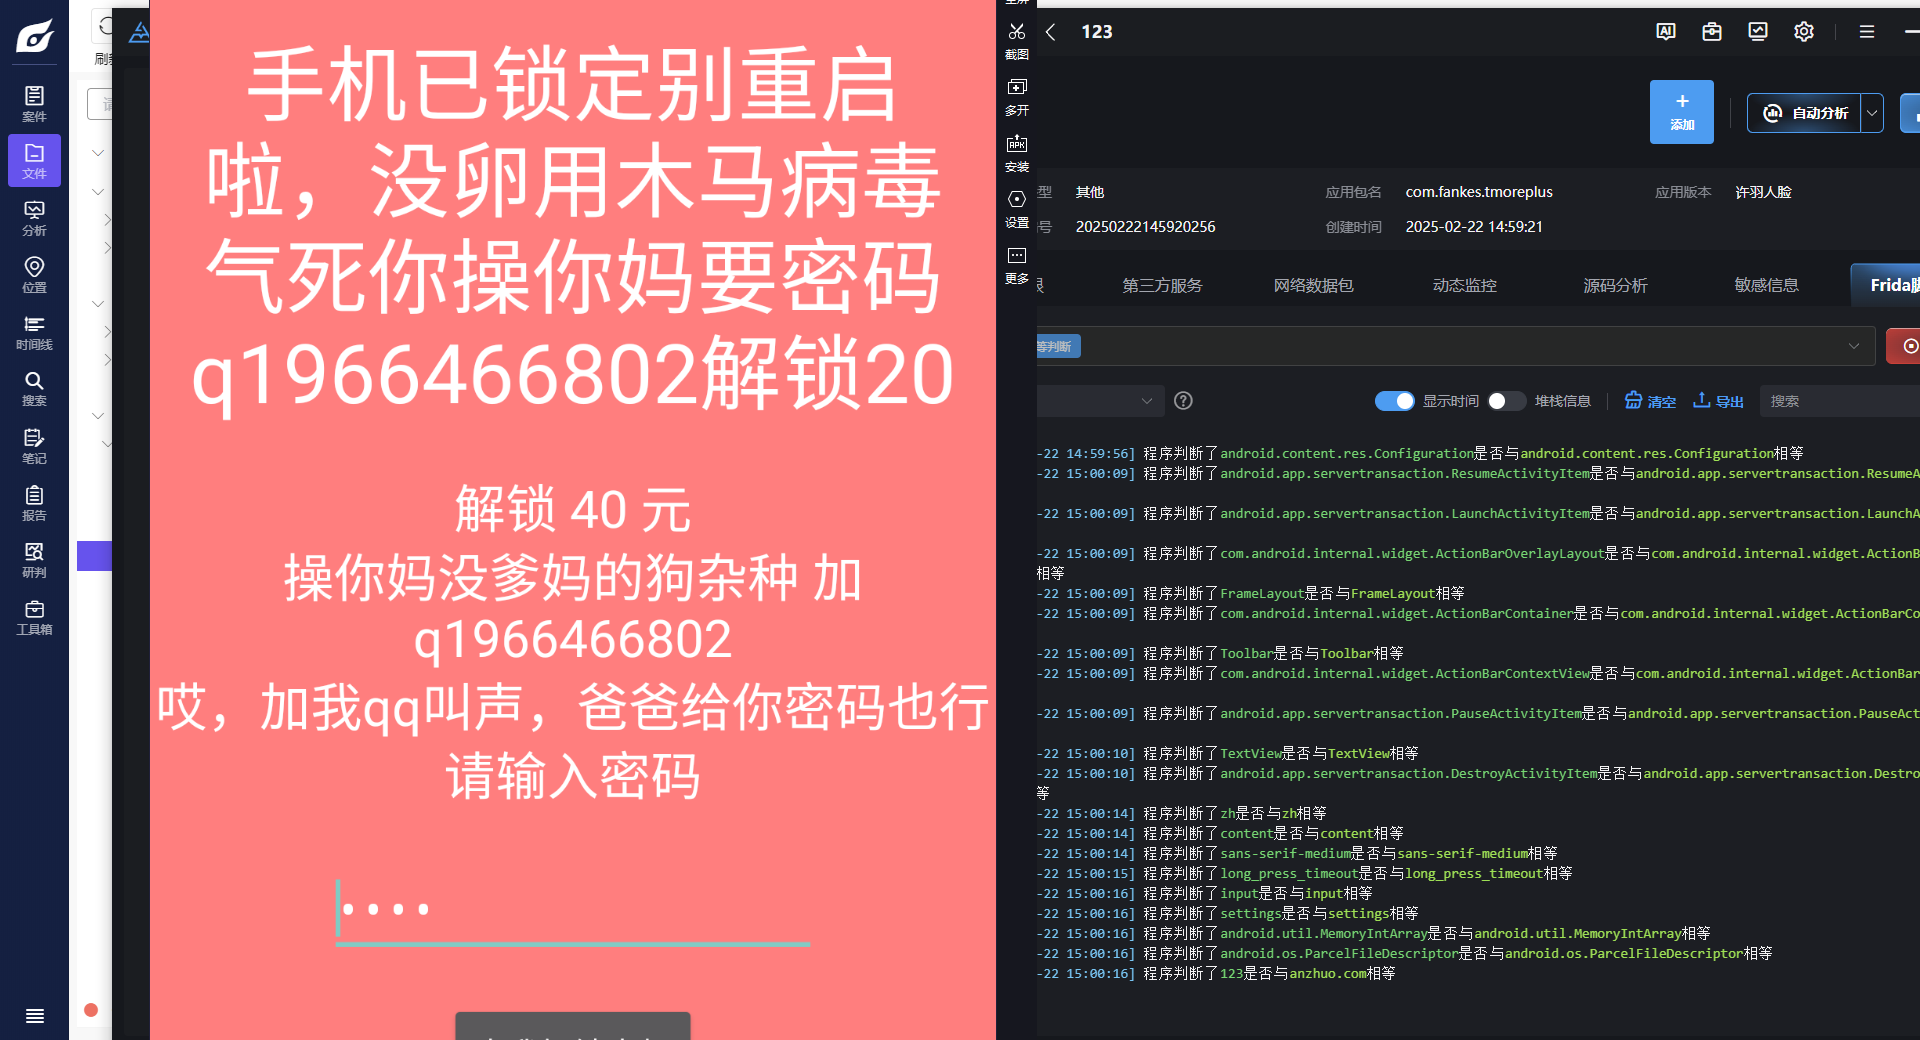 案件
文件
分析
位置
时间线
搜索
笔记
报告
研判
工具箱
手机已锁定别重启
啦，没卵用木马病毒
气死你操你妈要密码
q1966466802解锁20
解锁 40 元
操你妈没爹妈的狗杂种 加
q1966466802
哎，加我qq叫声，爸爸给你密码也行
请输入密码
截图
多开
安装
设置
更多
123
添加
自动分析
型 其他 应用包名 com.fankes.tmoreplus 应用版本 许羽人脸
号 20250222145920256 创建时间 2025-02-22 14:59:21
第三方服务 网络数据包 动态监控 源码分析 敏感信息 Frida
等判断
显示时间 堆栈信息 清空 导出 搜索
-22 14:59:56] 程序判断了android.content.res.Configuration是否与android.content.res.Configuration相等
-22 15:00:09] 程序判断了android.app.servertransaction.ResumeActivityItem是否与android.app.servertransaction.ResumeA
-22 15:00:09] 程序判断了android.app.servertransaction.LaunchActivityItem是否与android.app.servertransaction.LaunchA
-22 15:00:09] 程序判断了com.android.internal.widget.ActionBarOverlayLayout是否与com.android.internal.widget.ActionB
相等
-22 15:00:09] 程序判断了FrameLayout是否与FrameLayout相等
-22 15:00:09] 程序判断了com.android.internal.widget.ActionBarContainer是否与com.android.internal.widget.ActionBarCo
-22 15:00:09] 程序判断了Toolbar是否与Toolbar相等
-22 15:00:09] 程序判断了com.android.internal.widget.ActionBarContextView是否与com.android.internal.widget.ActionBar
-22 15:00:09] 程序判断了android.app.servertransaction.PauseActivityItem是否与android.app.servertransaction.PauseAct
-22 15:00:10] 程序判断了TextView是否与TextView相等
-22 15:00:10] 程序判断了android.app.servertransaction.DestroyActivityItem是否与android.app.servertransaction.Destro
等
-22 15:00:14] 程序判断了zh是否与zh相等
-22 15:00:14] 程序判断了content是否与content相等
-22 15:00:14] 程序判断了sans-serif-medium是否与sans-serif-medium相等
-22 15:00:15] 程序判断了long_press_timeout是否与long_press_timeout相等
-22 15:00:16] 程序判断了input是否与input相等
-22 15:00:16] 程序判断了settings是否与settings相等
-22 15:00:16] 程序判断了android.util.MemoryIntArray是否与android.util.MemoryIntArray相等
-22 15:00:16] 程序判断了android.os.ParcelFileDescriptor是否与android.os.ParcelFileDescriptor相等
-22 15:00:16] 程序判断了123是否与anzhuo.com相等